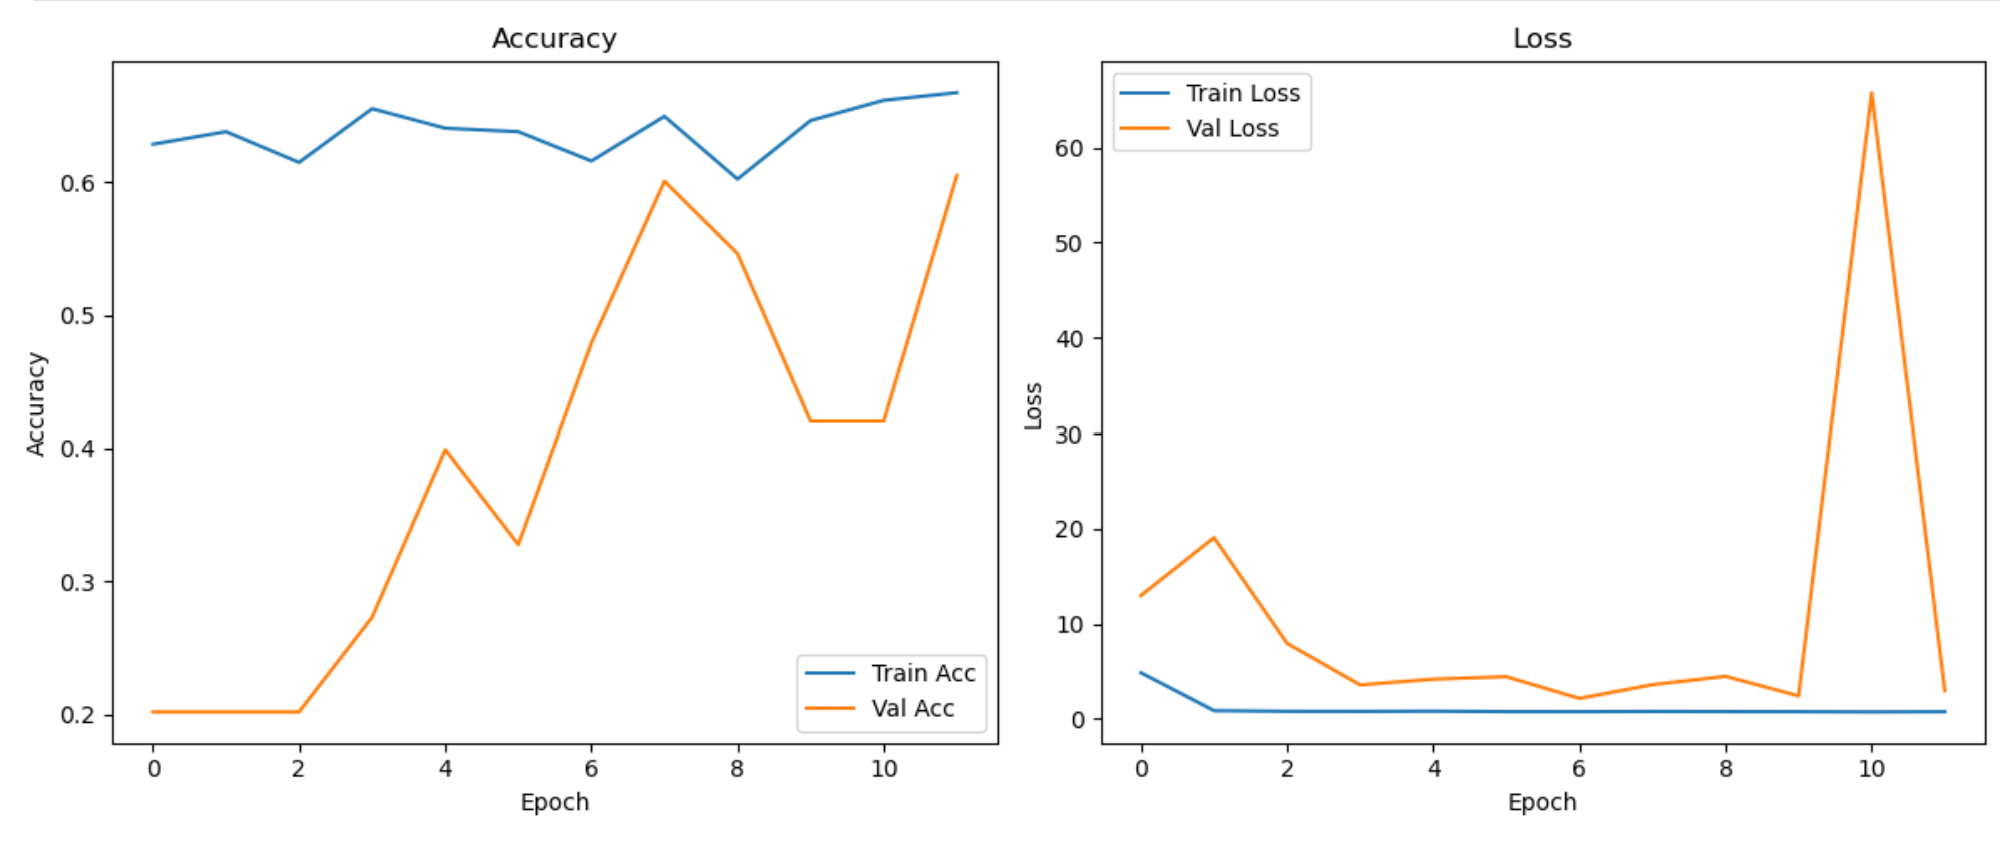 Accuracy
Accuracy
0.6
0.5
0.4
0.3
0.2
Train Acc
Val Acc
0 2 4 6 8 10
Epoch
Loss
Train Loss
Val Loss
Loss
60
50
40
30
20
10
0
0 2 4 6 8 10
Epoch